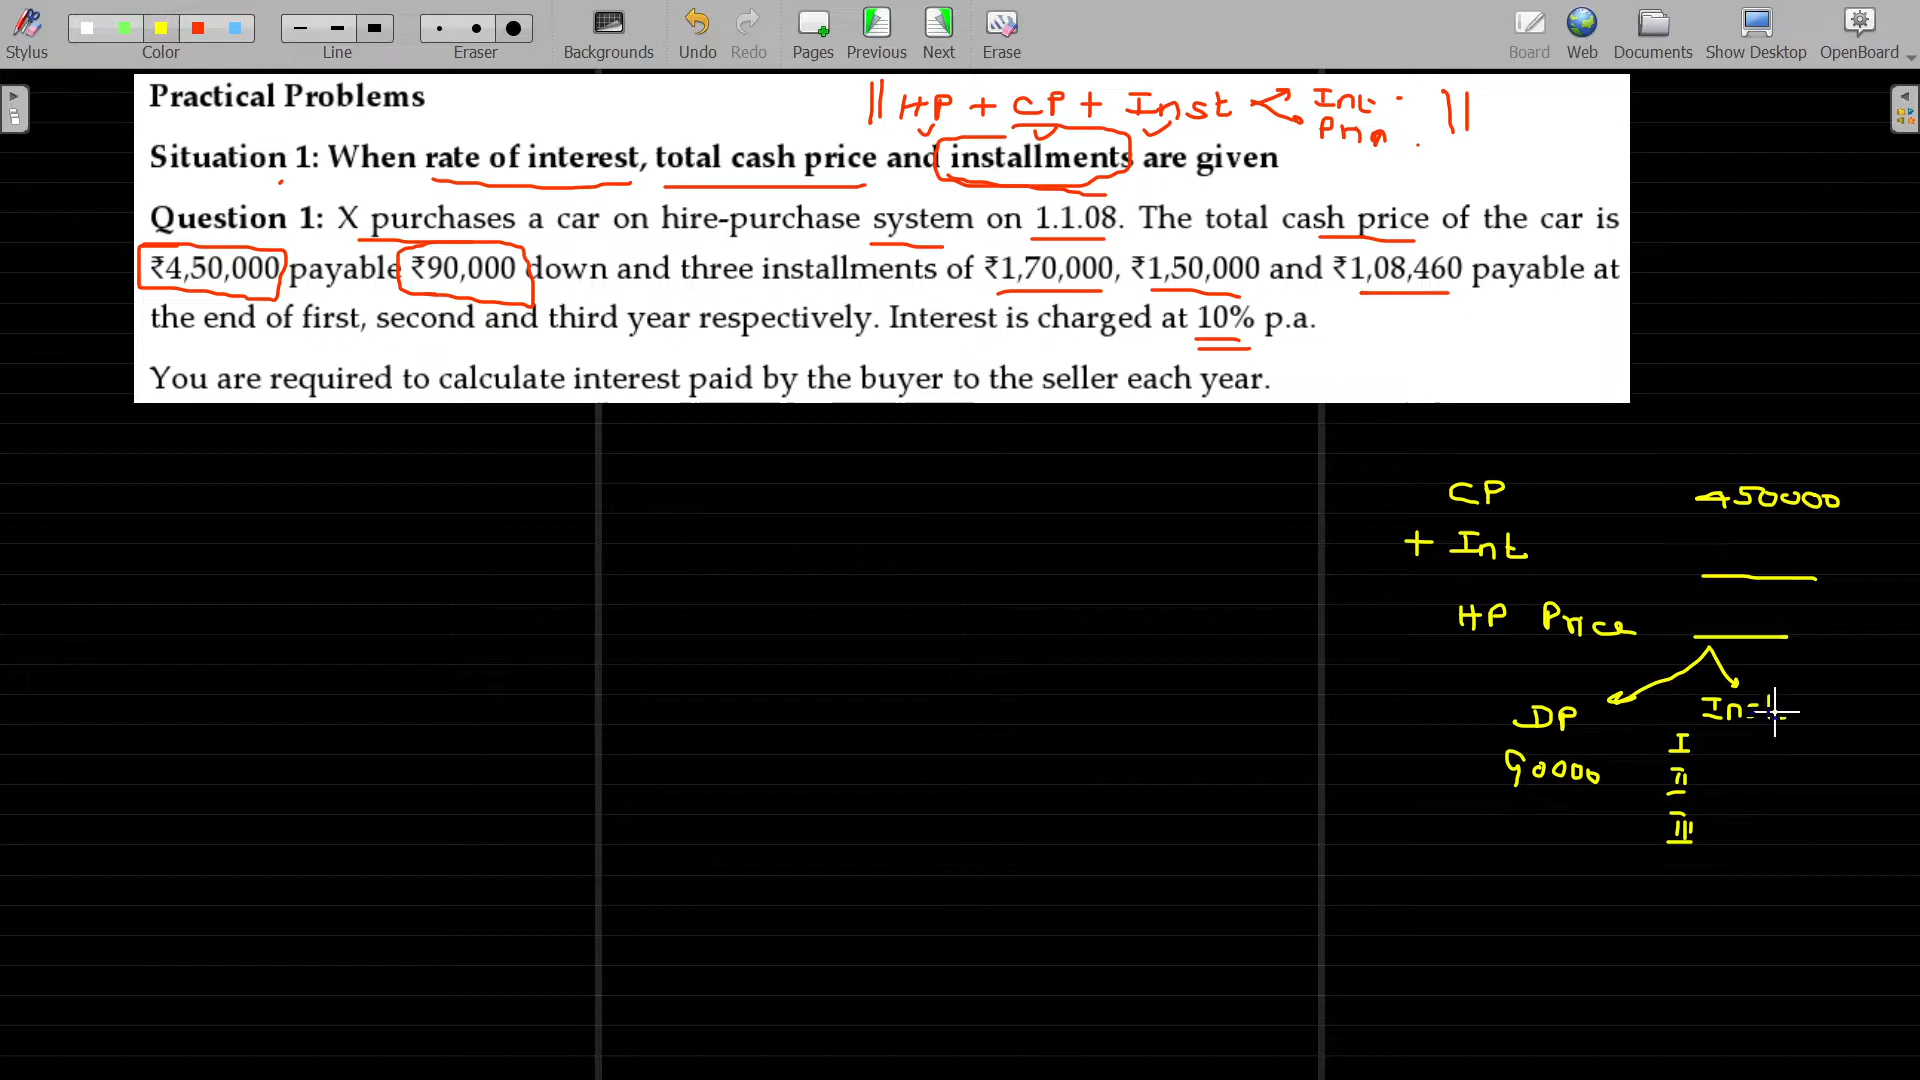 Stylus
Color
Line
Eraser
Backgrounds
Undo
Redo
Pages
Previous
Next
Erase
Board
Web
Documents
Show Desktop
OpenBoard
Practical Problems
HP + CP + Inst Int
Prin
Situation 1: When rate of interest, total cash price and installments are given
Question 1: X purchases a car on hire-purchase system on 1.1.08. The total cash price of the car is
₹4,50,000 payable ₹90,000 down and three installments of ₹1,70,000, ₹1,50,000 and ₹1,08,460 payable at
the end of first, second and third year respectively. Interest is charged at 10% p.a.
You are required to calculate interest paid by the buyer to the seller each year.
CP 450000
+ Int
HP Price
DP
90000
I
II
III